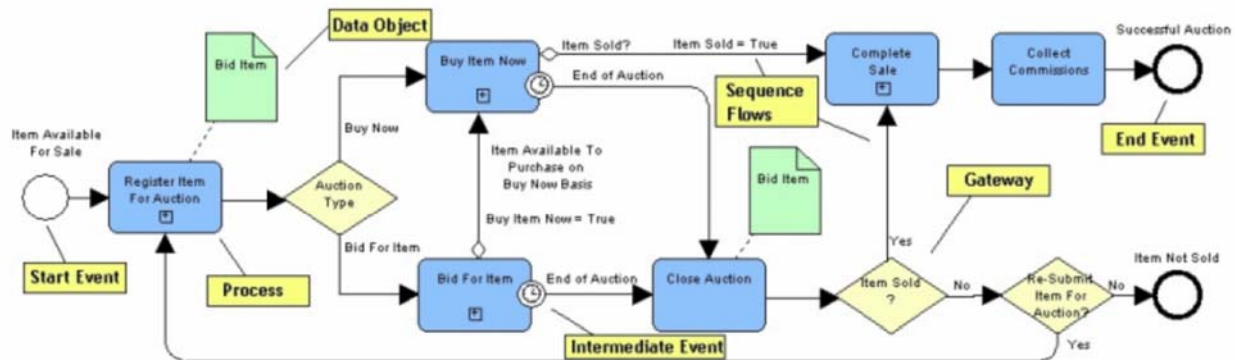 Data Object
Bid Item
Item Available
For Sale
Register Item
For Auction
Start Event
Process
Auction
Type
Buy Now
Bid For Item
Buy Item Now
Item Sold?
Item Sold = True
End of Auction
Item Available To
Purchase on
Buy Now Basis
Buy Item Now = True
Bid For Item
End of Auction
Intermediate Event
Close Auction
Bid Item
Sequence
Flows
Complete
Sale
Collect
Commissions
Successful Auction
End Event
Gateway
Yes
Item Sold
?
No
Re-Submit
Item For
Auction?
No
Yes
Item Not Sold